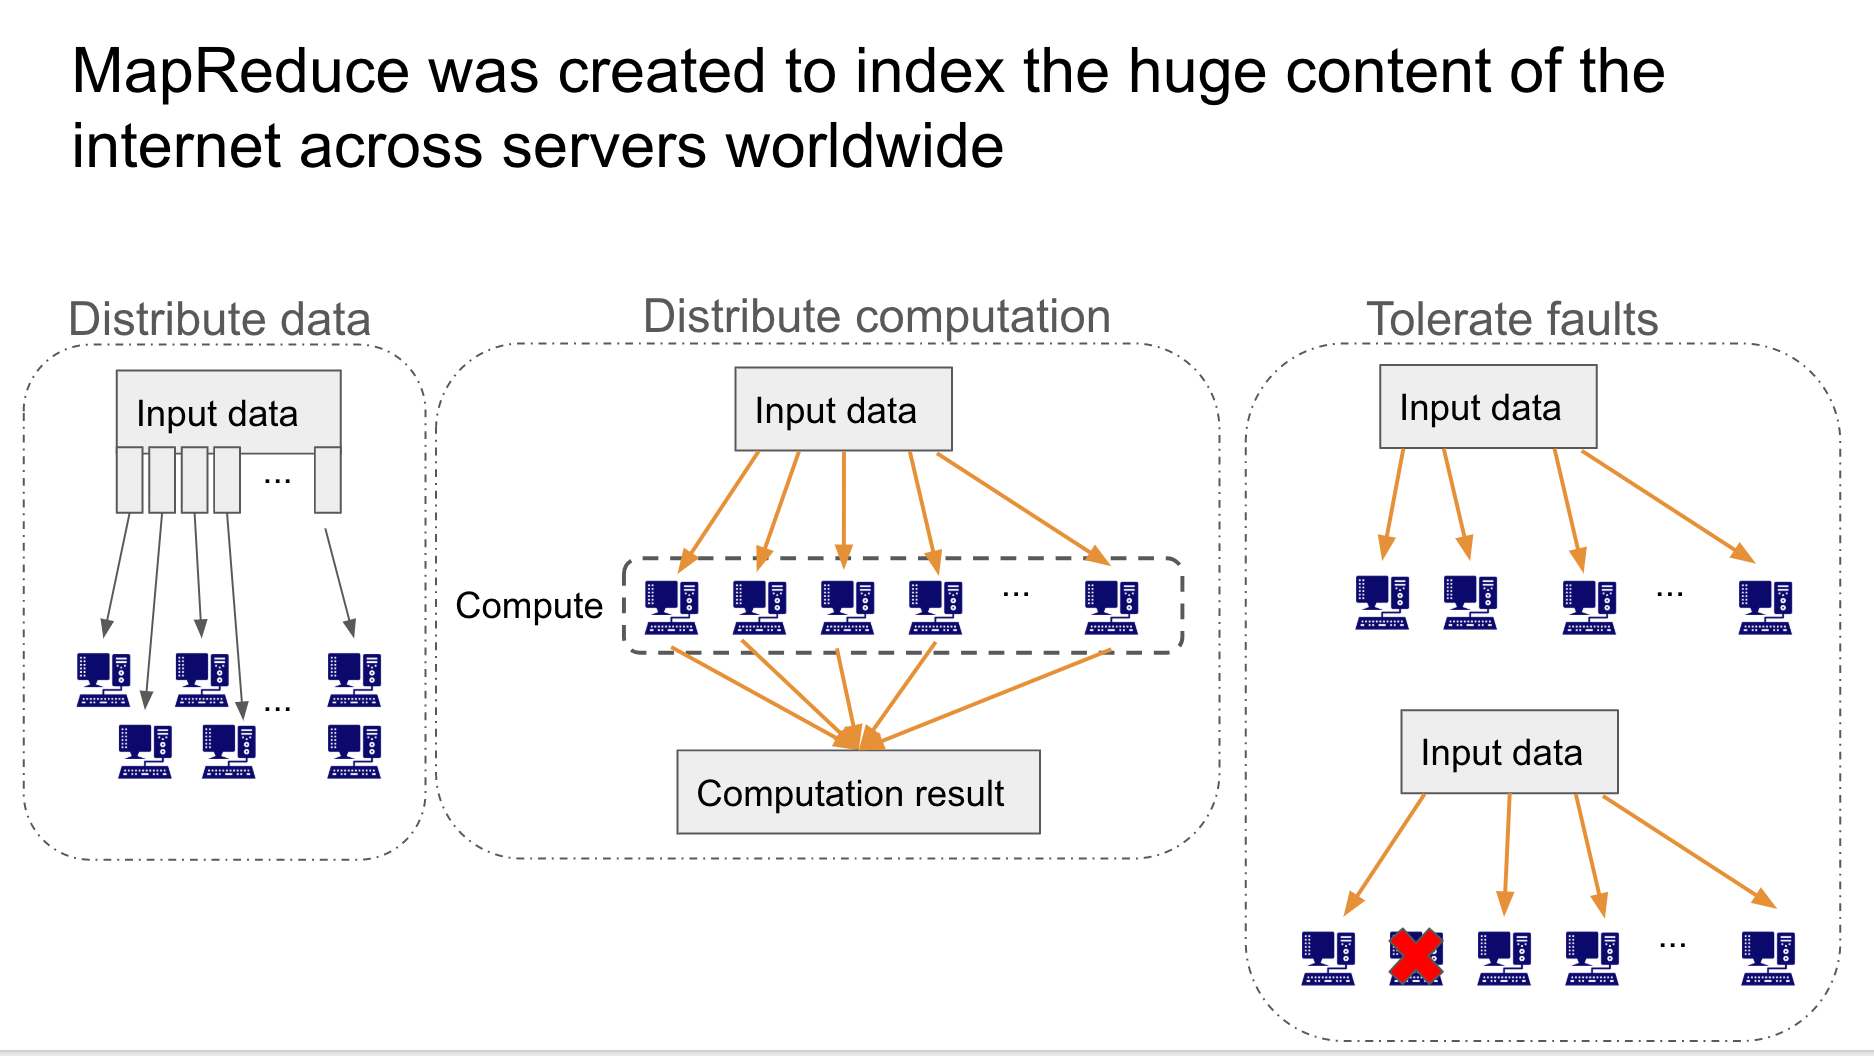 MapReduce was created to index the huge content of the
internet across servers worldwide
Distribute data
Input data
...
...
Distribute computation
Input data
Compute
...
Computation result
Tolerate faults
Input data
...
Input data
...